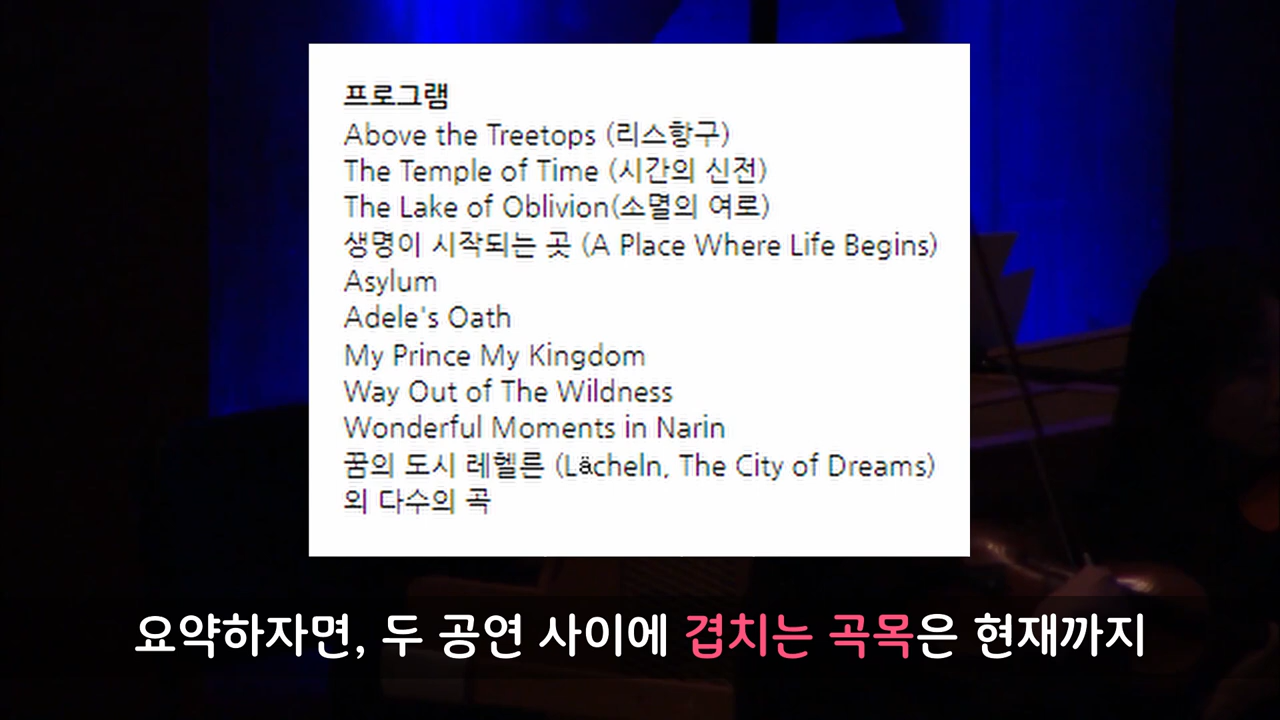 프로그램
Above the Treetops (리스항구)
The Temple of Time (시간의 신전)
The Lake of Oblivion(소멸의 여로)
생명이 시작되는 곳 (A Place Where Life Begins)
Asylum
Adele's Oath
My Prince My Kingdom
Way Out of The Wildness
Wonderful Moments in Narin
꿈의 도시 레헬른 (Lächeln, The City of Dreams)
외 다수의 곡
요약하자면, 두 공연 사이에 겹치는 곡목은 현재까지